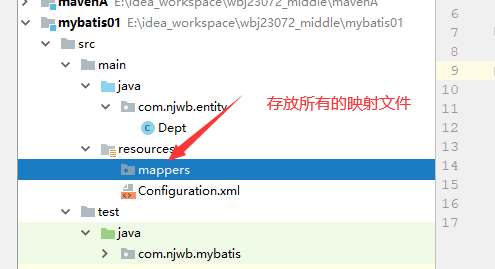 mavenA E:\idea_workspace\wbj23072_middle\mavenA
mybatis01 E:\idea_workspace\wbj23072_middle\mybatis01
src
main
java
com.njwb.entity
Dept
resources
mappers
Configuration.xml
test
java
com.njwb.mybatis
存放所有的映射文件
6
7
8
9
10
11
12
13
14
15
16
17